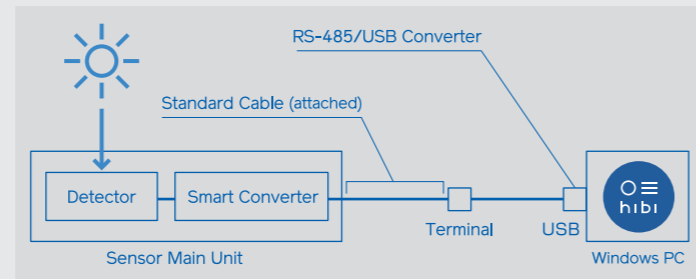 RS-485/USB Converter
Standard Cable (attached)
Detector
Smart Converter
hibi
Terminal
USB
Sensor Main Unit
Windows PC